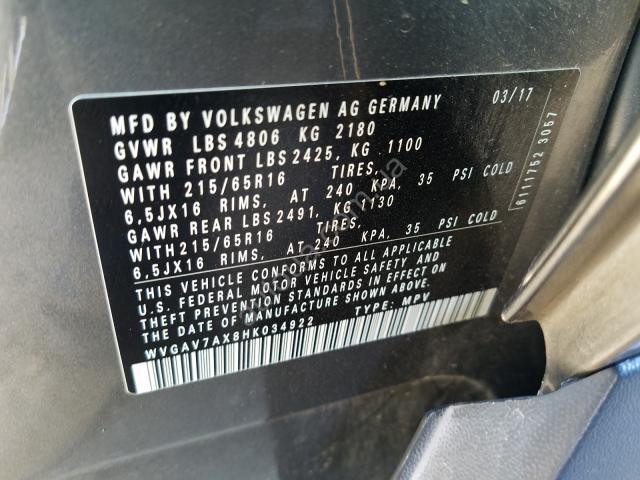 MFD BY VOLKSWAGEN AG GERMANY 03/17
GVWR LBS 4806 KG 2180
GAWR FRONT LBS 2425, KG 1100
WITH 215/65R16 TIRES,
6,5JX16 RIMS, AT 240 KPA, 35 PSI COLD
GAWR REAR LBS 2491, KG 1130
WITH 215/65R16 TIRES,
6,5JX16 RIMS, AT 240 KPA, 35 PSI COLD
THIS VEHICLE CONFORMS TO ALL APPLICABLE
U.S. FEDERAL MOTOR VEHICLE SAFETY AND
THEFT PREVENTION STANDARDS IN EFFECT ON
THE DATE OF MANUFACTURE SHOWN ABOVE.
WVGAV7AX8HK034922 TYPE: MPV
6111752 3057